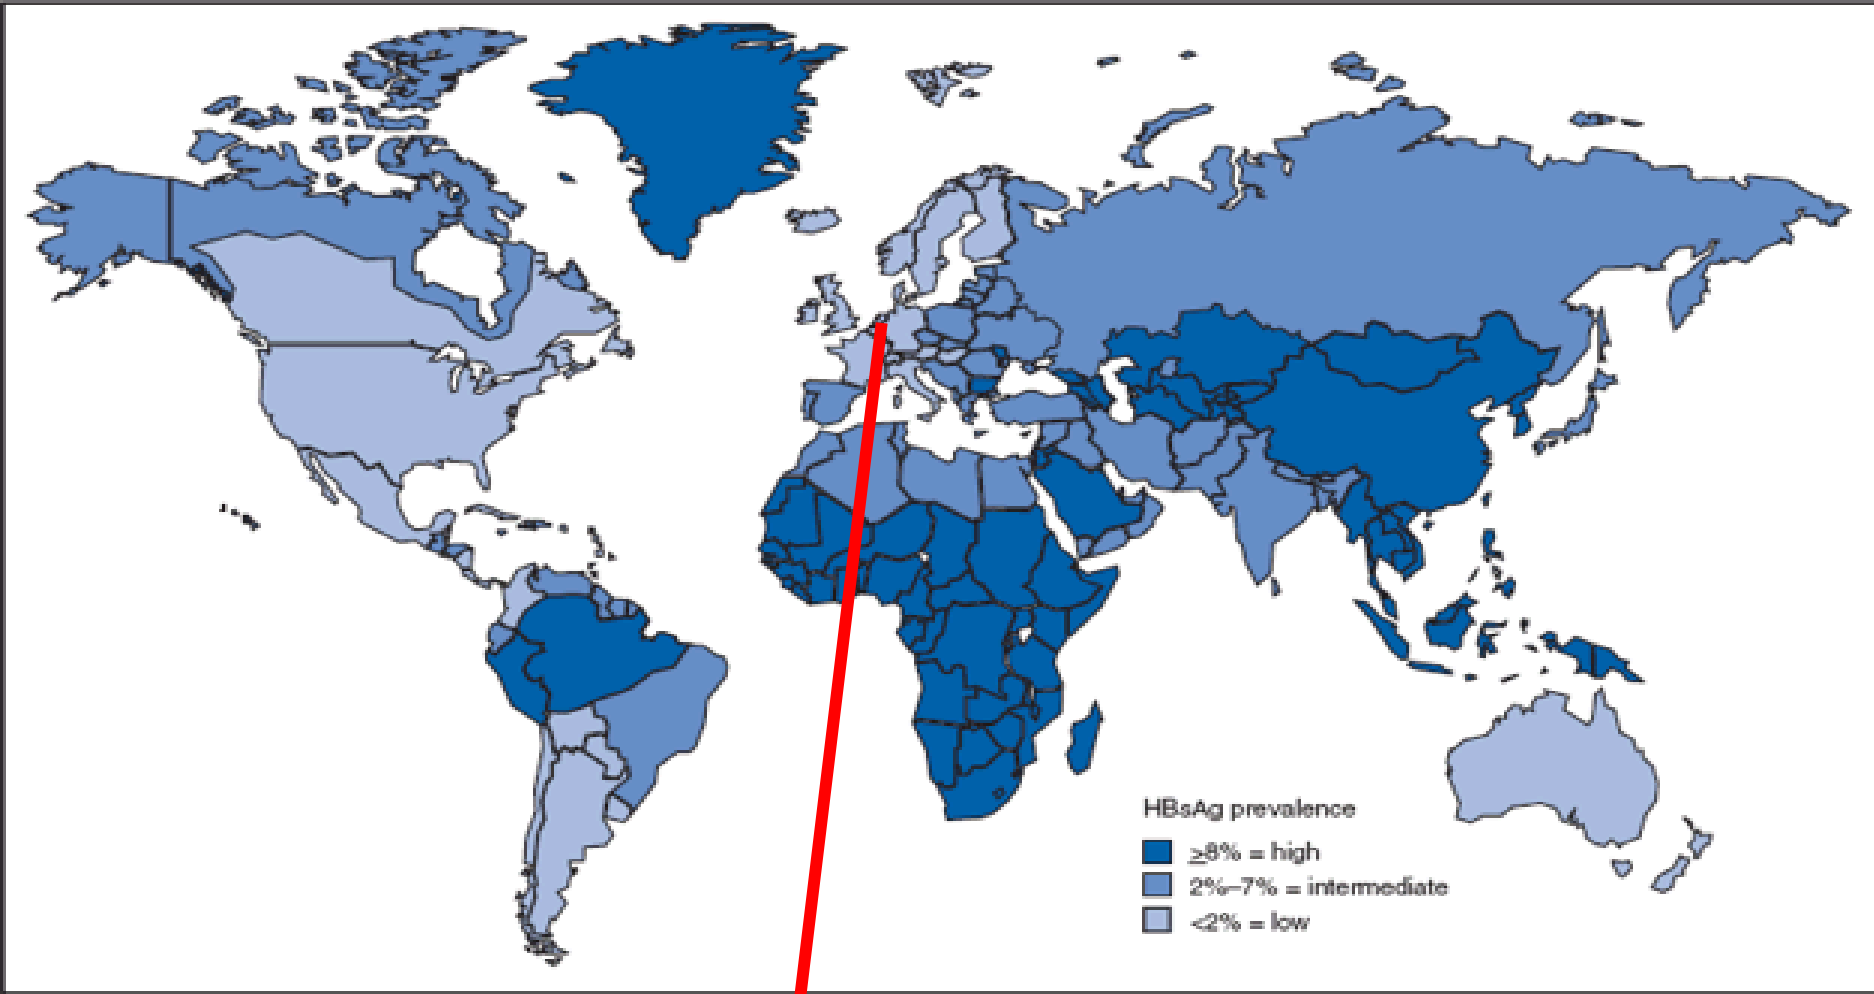 HBsAg prevalence
≥8% = high
2%–7% = intermediate
<2% = low